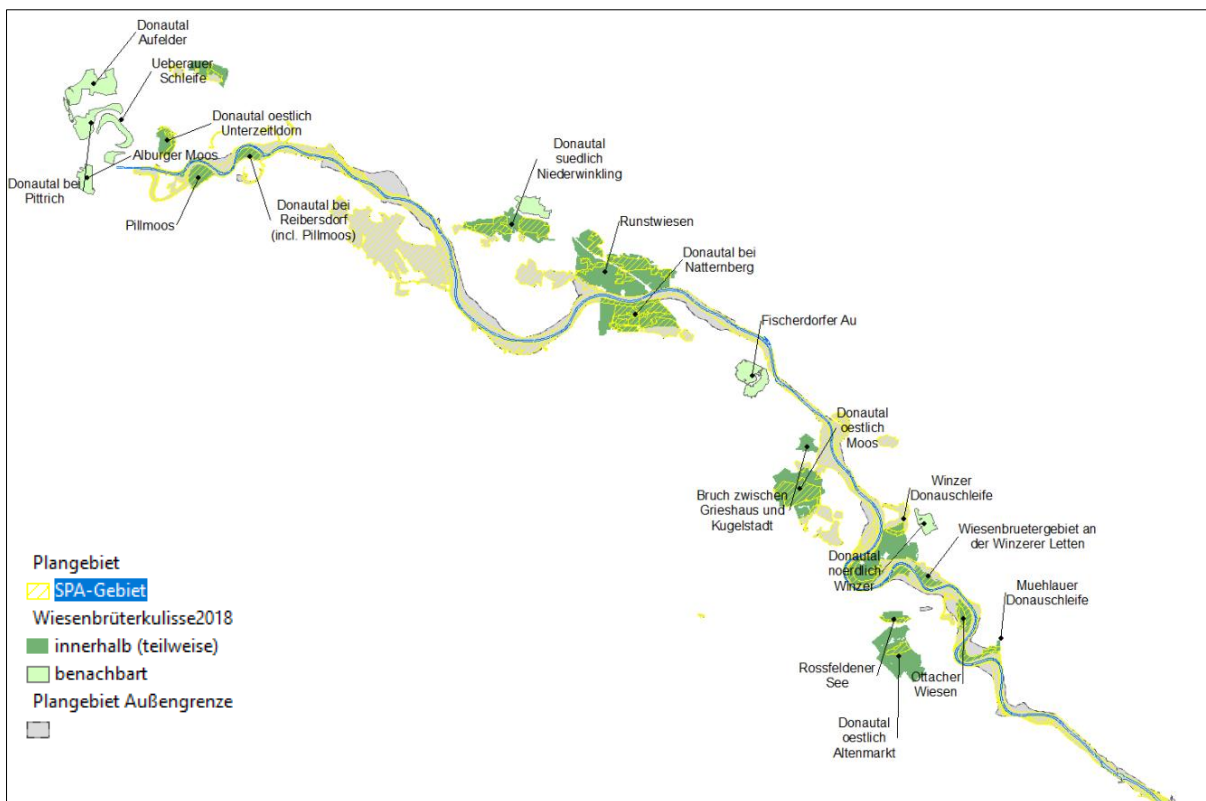 Donautal
Aufelder
Ueberauer
Schleife
Donautal oestlich
Unterzeitldorn
Alburger Moos
Donautal bei
Pittrich
Pillmoos
Donautal bei
Reibersdorf
(incl. Pillmoos)
Donautal
suedlich
Niederwinkling
Runstwiesen
Donautal bei
Natternberg
Fischerdorfer Au
Donautal
oestlich
Moos
Bruch zwischen
Grieshaus und
Kugelstadt
Winzer
Donauschleife
Wiesenbruetergebiet an
der Winzerer Letten
Donautal
noerdlich
Winzer
Muehlauer
Donauschleife
Rossfeldener
See
Ottacher
Wiesen
Donautal
oestlich
Altenmarkt
Plangebiet
SPA-Gebiet
Wiesenbrüterkulisse2018
innerhalb (teilweise)
benachbart
Plangebiet Außengrenze